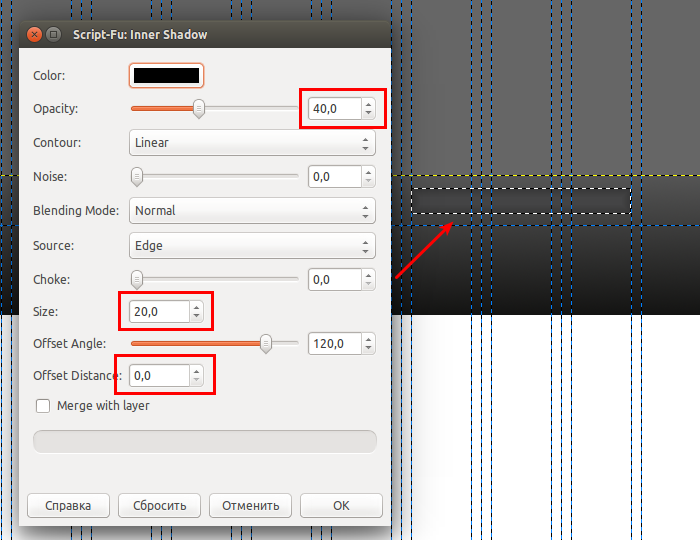 Script-Fu: Inner Shadow
Color:
Opacity: 40,0
Contour: Linear
Noise: 0,0
Blending Mode: Normal
Source: Edge
Choke: 0,0
Size: 20,0
Offset Angle: 120,0
Offset Distance: 0,0
Merge with layer
Справка Сбросить Отменить OK